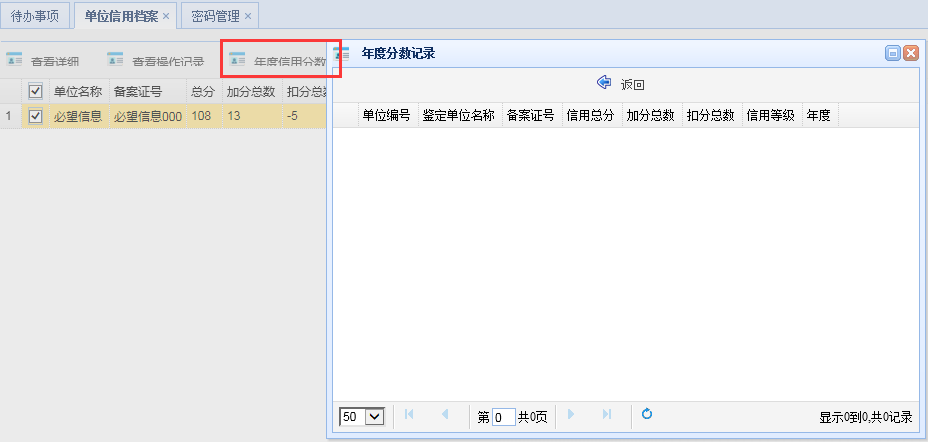 待办事项 单位信用档案 密码管理
查看详细 查看操作记录 年度信用分数
单位名称 备案证号 总分 加分总数 扣分总数
1 必望信息 必望信息000 108 13 -5
年度分数记录
返回
单位编号 鉴定单位名称 备案证号 信用总分 加分总数 扣分总数 信用等级 年度
50 第 0 共0页 显示0到0,共0记录